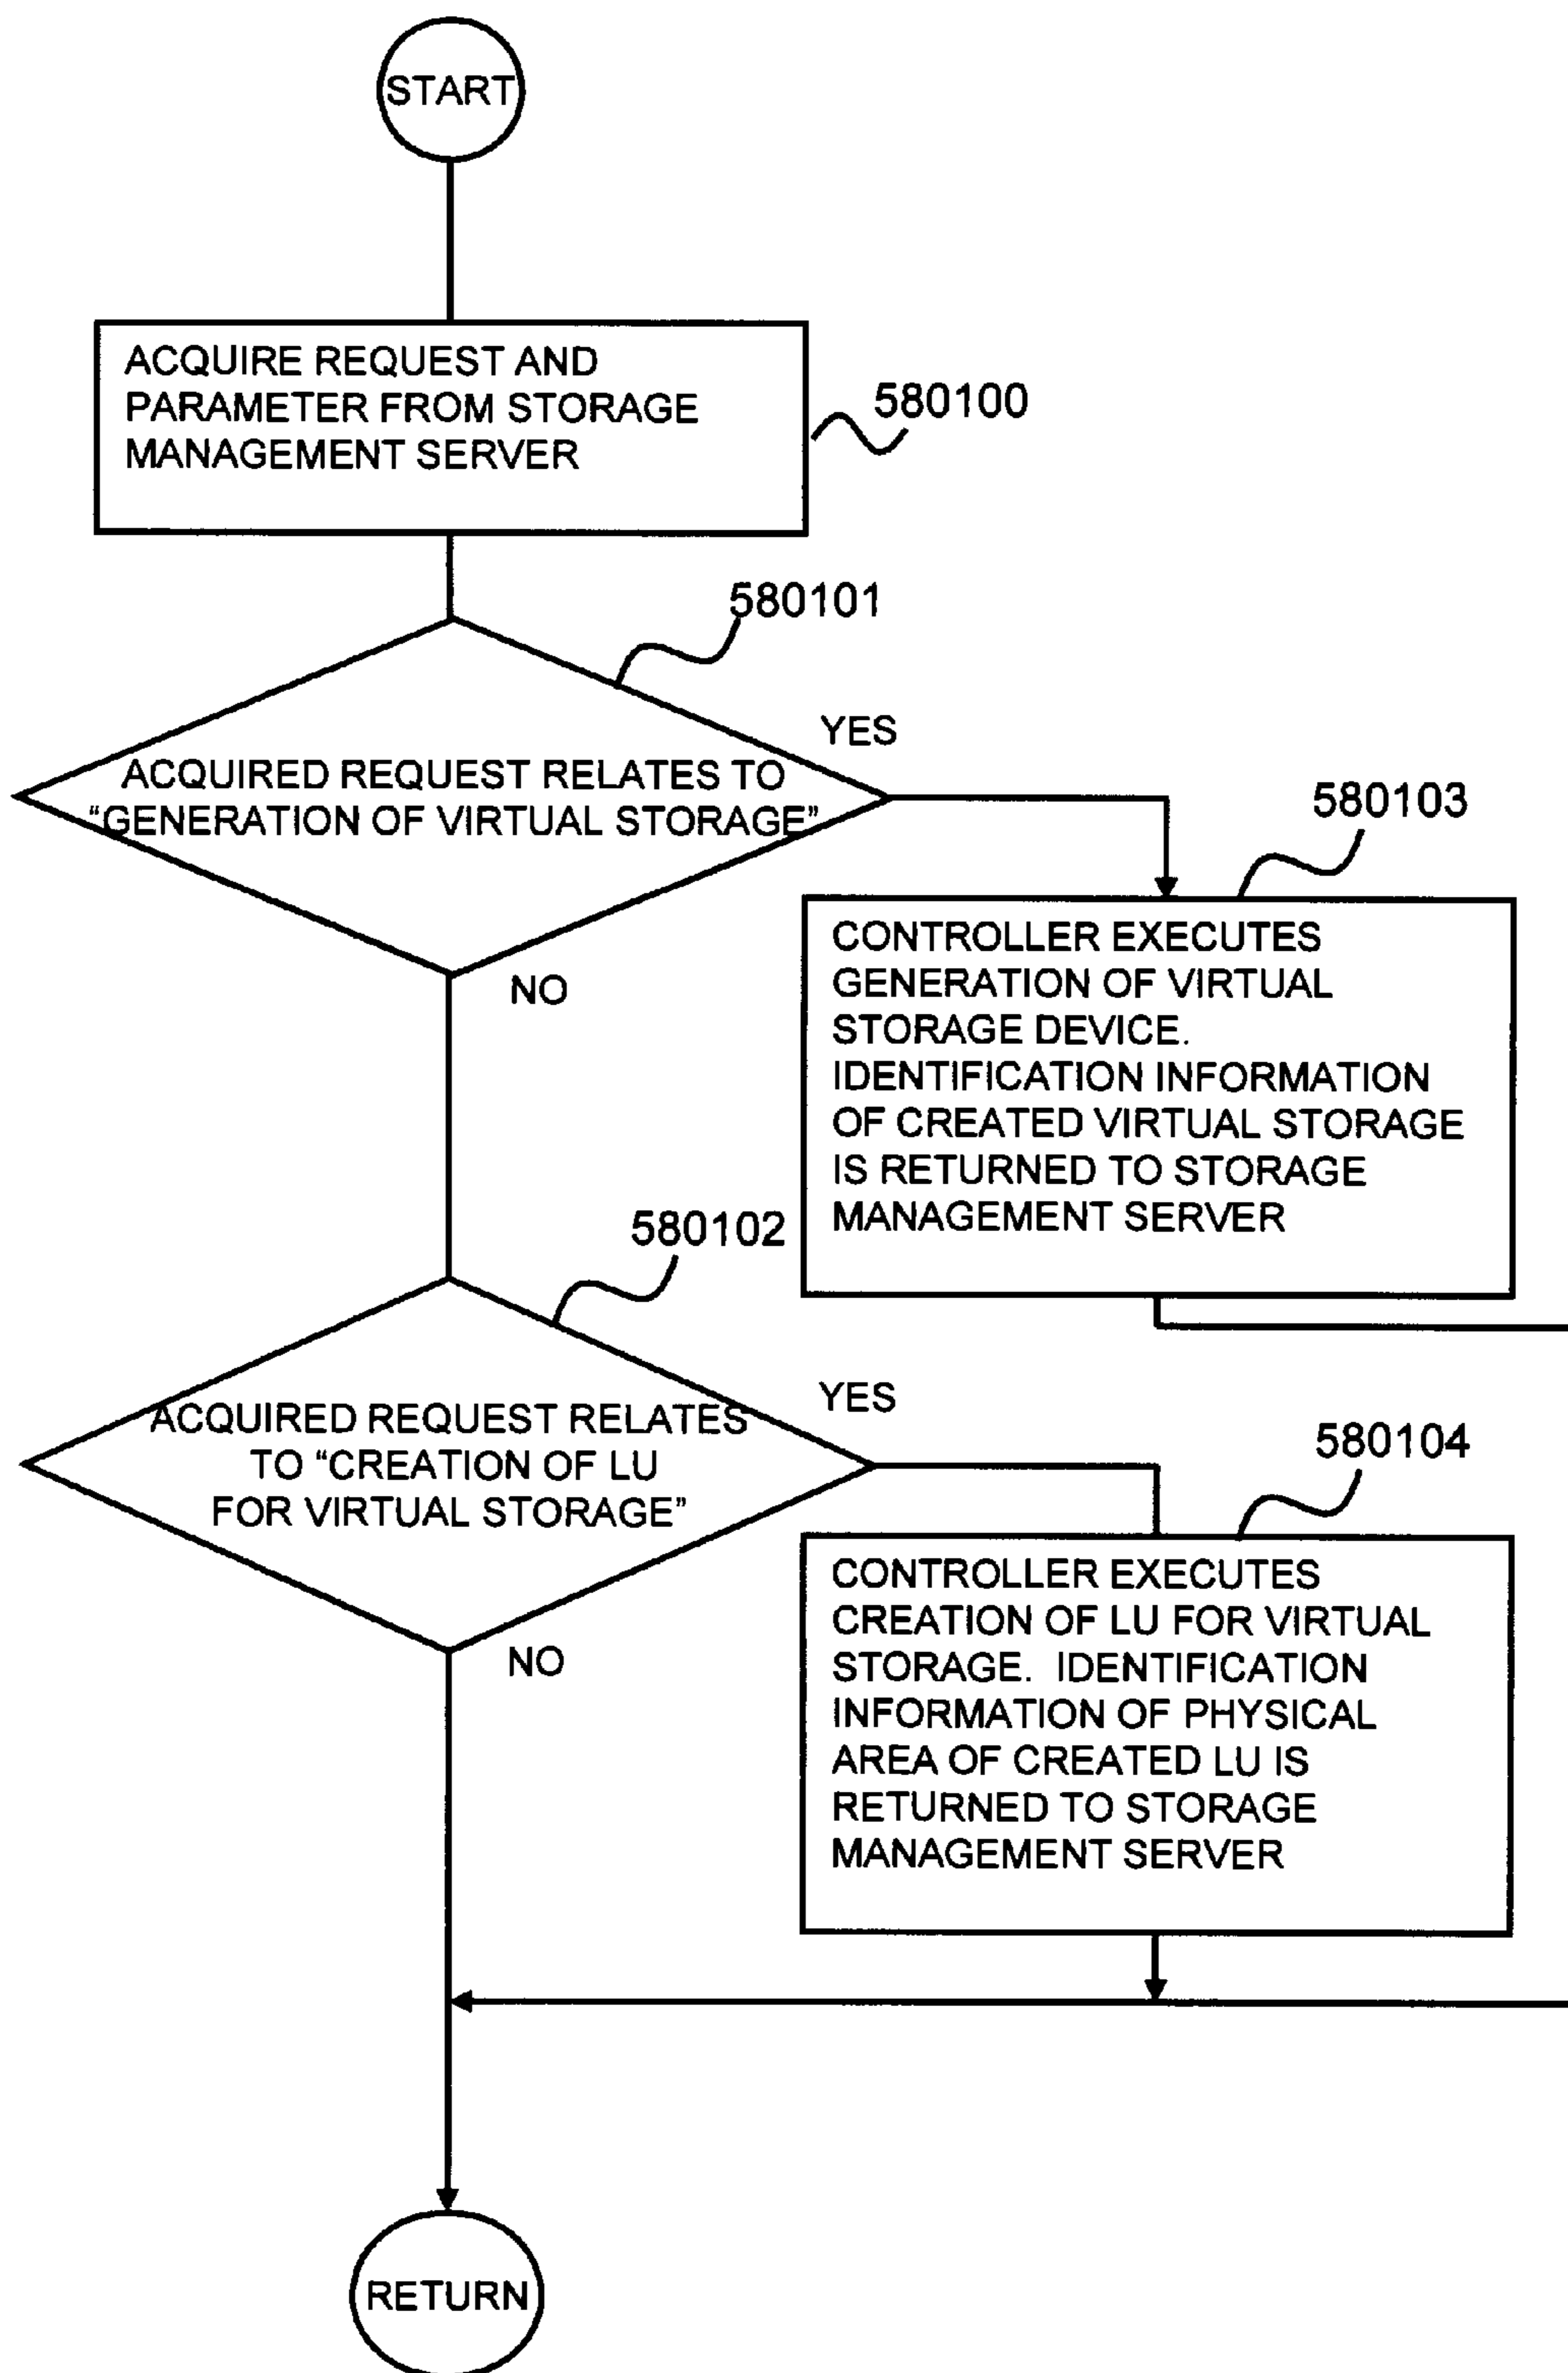 START
ACQUIRE REQUEST AND
PARAMETER FROM STORAGE
MANAGEMENT SERVER
580100
580101
ACQUIRED REQUEST RELATES TO
“GENERATION OF VIRTUAL STORAGE”
YES
NO
580103
CONTROLLER EXECUTES
GENERATION OF VIRTUAL
STORAGE DEVICE.
IDENTIFICATION INFORMATION
OF CREATED VIRTUAL STORAGE
IS RETURNED TO STORAGE
MANAGEMENT SERVER
580102
ACQUIRED REQUEST RELATES
TO “CREATION OF LU
FOR VIRTUAL STORAGE”
YES
NO
580104
CONTROLLER EXECUTES
CREATION OF LU FOR VIRTUAL
STORAGE. IDENTIFICATION
INFORMATION OF PHYSICAL
AREA OF CREATED LU IS
RETURNED TO STORAGE
MANAGEMENT SERVER
RETURN